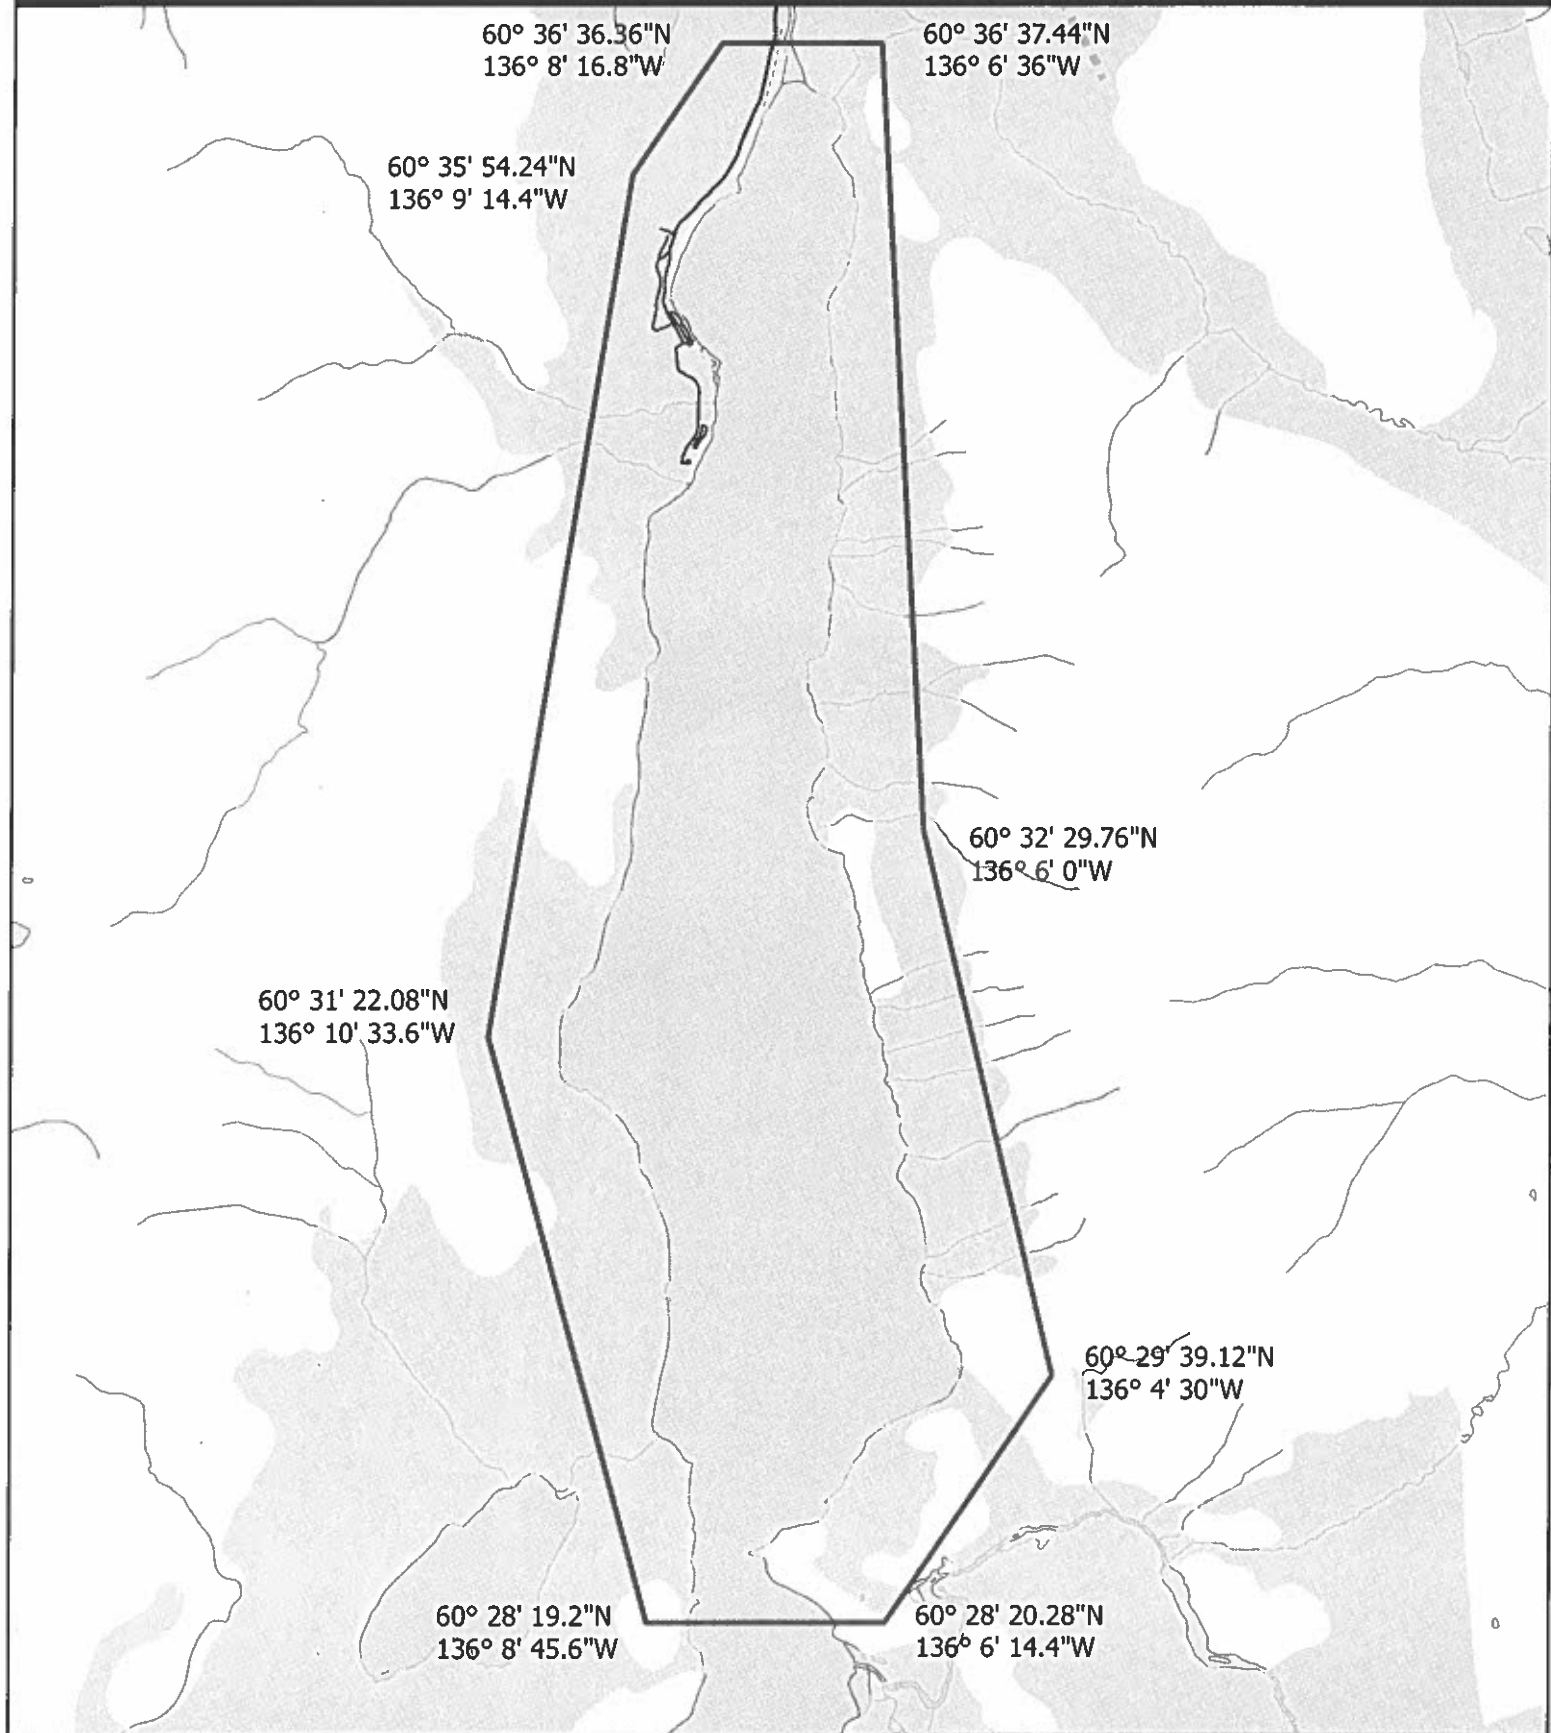 60° 36' 36.36"N
136° 8' 16.8"W
60° 36' 37.44"N
136° 6' 36"W
60° 35' 54.24"N
136° 9' 14.4"W
60° 32' 29.76"N
136° 6' 0"W
60° 31' 22.08"N
136° 10' 33.6"W
60° 29' 39.12"N
136° 4' 30"W
60° 28' 19.2"N
136° 8' 45.6"W
60° 28' 20.28"N
136° 6' 14.4"W